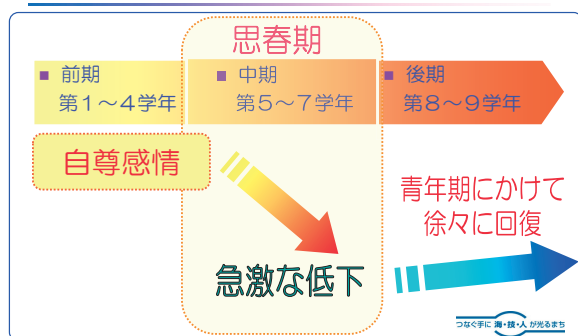 思春期
■ 前期
第1～4学年
■ 中期
第5～7学年
■ 後期
第8～9学年
自尊感情
急激な低下
青年期にかけて
徐々に回復
つなぐ手に 海・技・人 が光るまち